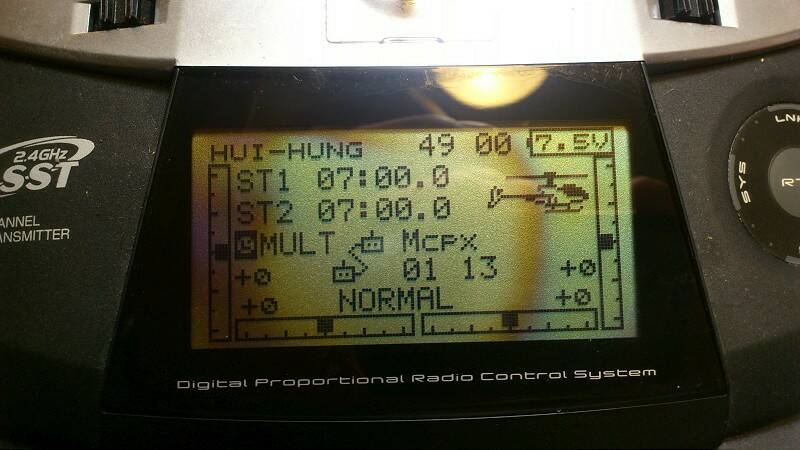 2.4GHz
SST
ANNEL
ANSMITTER
HUI-HUNG 49 00 7.5V
ST1 07:00.0
ST2 07:00.0
MULT Mcpx
+0 01 13 +0
+0 NORMAL +0
Digital Proportional Radio Control System
LNK
SYS
RT